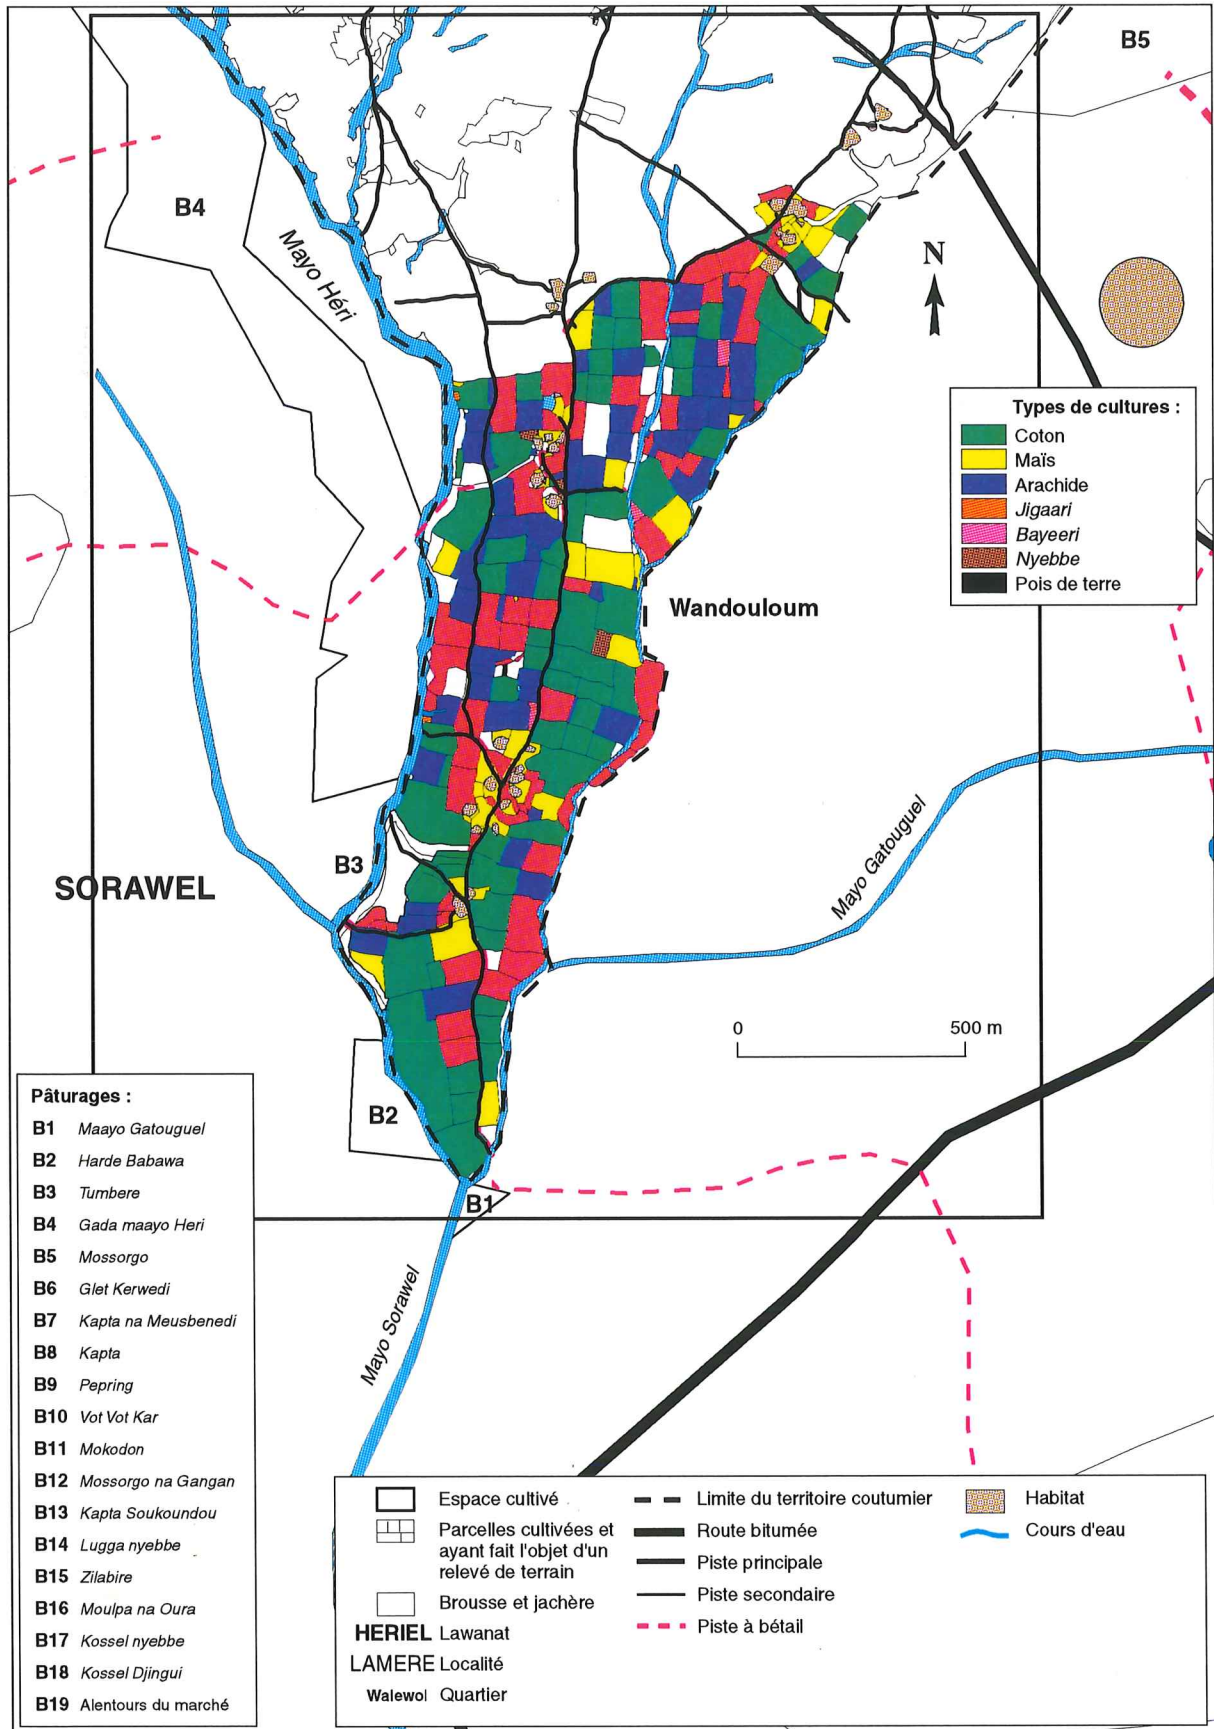 B5
B4
Mayo Héri
N
Types de cultures :
Coton
Maïs
Arachide
Jigaari
Bayeeri
Nyebbe
Pois de terre
Wandouloum
B3
SORAWEL
Mayo Gatouguel
0 500 m
B2
B1
Mayo Sorawel
Pâturages :
B1 Maayo Gatouguel
B2 Harde Babawa
B3 Tumbere
B4 Gada maayo Heri
B5 Mossorgo
B6 Glet Kerwedi
B7 Kapta na Meusbenedi
B8 Kapta
B9 Pepring
B10 Vot Vot Kar
B11 Mokodon
B12 Mossorgo na Gangan
B13 Kapta Soukoundou
B14 Lugga nyebbe
B15 Zilabire
B16 Moulpa na Oura
B17 Kossel nyebbe
B18 Kossel Djingui
B19 Alentours du marché
Espace cultivé
Parcelles cultivées et
ayant fait l'objet d'un
relevé de terrain
Brousse et jachère
HERIEL Lawanat
LAMERE Localité
Walewol Quartier
Limite du territoire coutumier
Route bitumée
Piste principale
Piste secondaire
Piste à bétail
Habitat
Cours d'eau